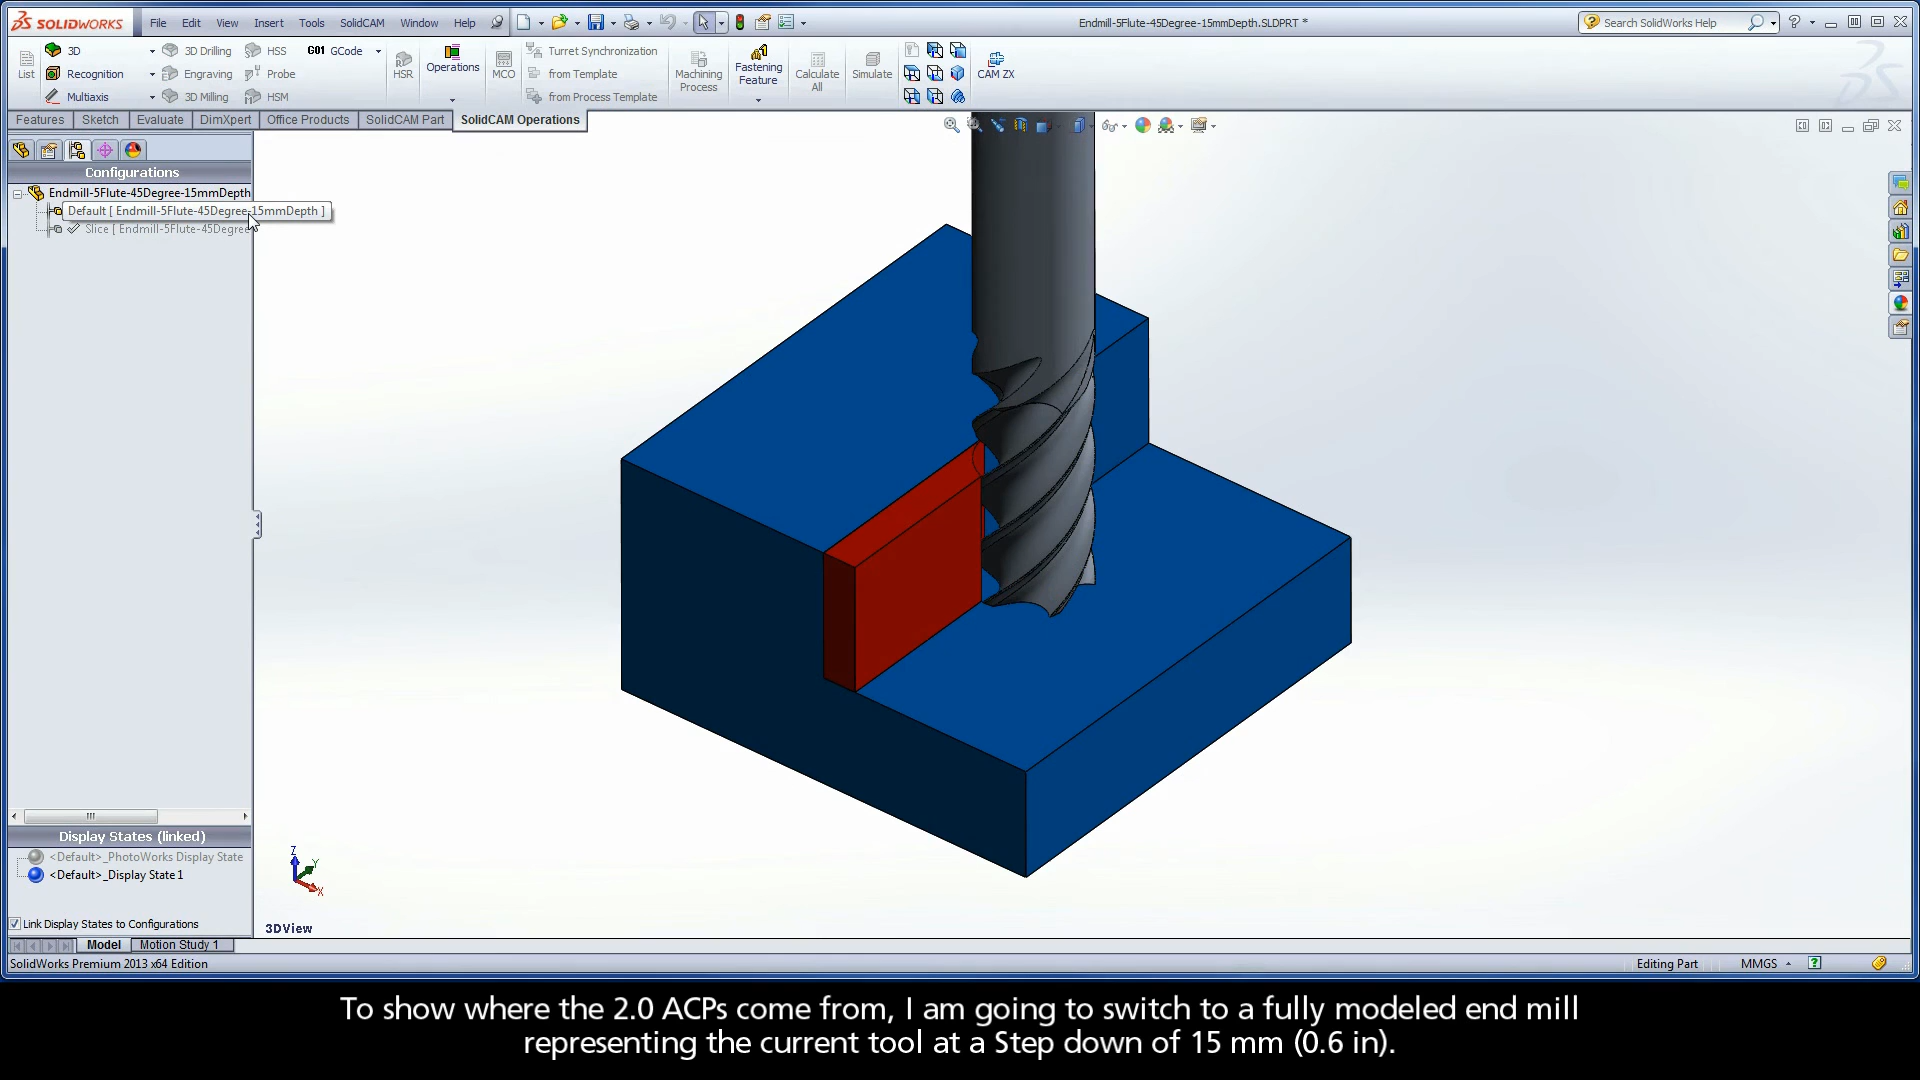 SOLIDWORKS File Edit View Insert Tools SolidCAM Window Help Endmill-5Flute-45Degree-15mmDepth.SLDPRT * Search SolidWorks Help
3D 3D Drilling HSS G01 GCode Turret Synchronization
List Recognition Engraving Probe HSR Operations MCO from Template Machining Process Fastening Feature Calculate All Simulate CAM ZX
Multiaxis 3D Milling HSM from Process Template
Features Sketch Evaluate DimXpert Office Products SolidCAM Part SolidCAM Operations
Configurations
Endmill-5Flute-45Degree-15mmDepth
Default [ Endmill-5Flute-45Degree-15mmDepth ]
Slice [ Endmill-5Flute-45Degree
Display States (linked)
<Default>_PhotoWorks Display State
<Default>_Display State 1
Link Display States to Configurations
Z
Y
X
3DView
Model Motion Study 1
SolidWorks Premium 2013 x64 Edition Editing Part MMGS
To show where the 2.0 ACPs come from, I am going to switch to a fully modeled end mill
representing the current tool at a Step down of 15 mm (0.6 in).